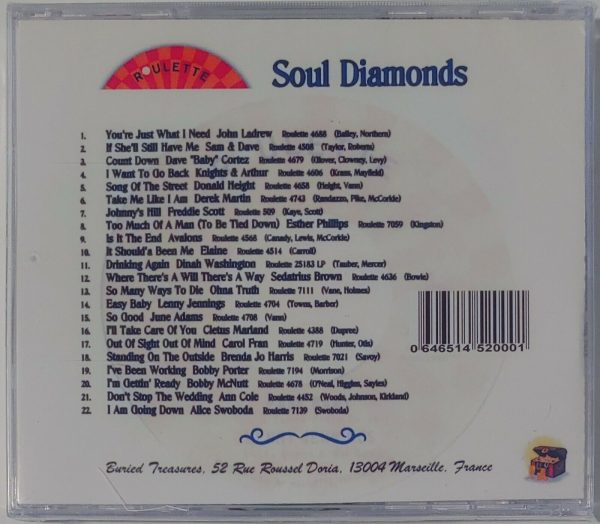 ROULETTE
Soul Diamonds
1. You're Just What I Need John Ladrew Roulette 4688 (Bailey, Northern)
2. If She'll Still Have Me Sam & Dave Roulette 4508 (Taylor, Roberts)
3. Count Down Dave "Baby" Cortez Roulette 4679 (Glover, Clowney, Levy)
4. I Want To Go Back Knights & Arthur Roulette 4606 (Krass, Mayfield)
5. Song Of The Street Donald Height Roulette 4658 (Height, Vann)
6. Take Me Like I Am Derek Martin Roulette 4743 (Randazzo, Pike, McCorkle)
7. Johnny's Hill Freddie Scott Roulette 509 (Kaye, Scott)
8. Too Much Of A Man (To Be Tied Down) Esther Phillips Roulette 7059 (Kingston)
9. Is It The End Avalons Roulette 4568 (Canady, Lewis, McCorkle)
10. It Should'a Been Me Elaine Roulette 4514 (Carroll)
11. Drinking Again Dinah Washington Roulette 25183 LP (Tauber, Mercer)
12. Where There's A Will There's A Way Sedatrius Brown Roulette 4636 (Bowie)
13. So Many Ways To Die Ohna Truth Roulette 7111 (Vane, Holmes)
14. Easy Baby Lenny Jennings Roulette 4704 (Towns, Barber)
15. So Good June Adams Roulette 4708 (Vann)
16. I'll Take Care Of You Cletus Marland Roulette 4388 (Dupree)
17. Out Of Sight Out Of Mind Carol Fran Roulette 4719 (Hunter, Otis)
18. Standing On The Outside Brenda Jo Harris Roulette 7021 (Savoy)
19. I've Been Working Bobby Porter Roulette 7194 (Morrison)
20. I'm Gettin' Ready Bobby McNutt Roulette 4678 (O'Neal, Higgins, Sayles)
21. Don't Stop The Wedding Ann Cole Roulette 4452 (Woods, Johnson, Kirkland)
22. I Am Going Down Alice Swoboda Roulette 7139 (Swoboda)
0 646514 520001
Buried Treasures, 52 Rue Roussel Doria, 13004 Marseille, France